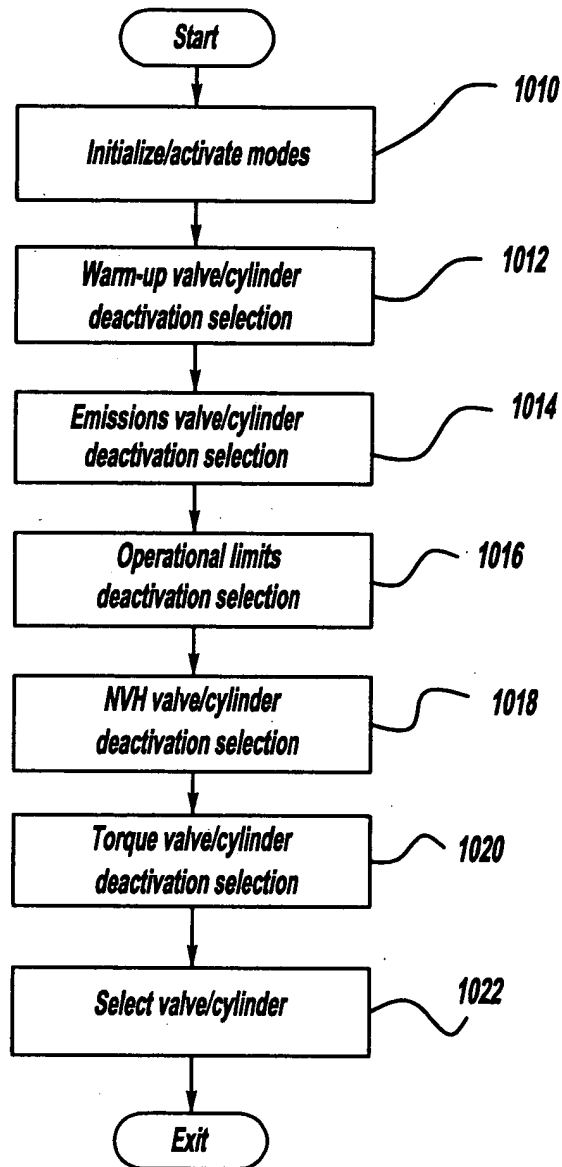 Start
1010
Initialize/activate modes
1012
Warm-up valve/cylinder
deactivation selection
1014
Emissions valve/cylinder
deactivation selection
1016
Operational limits
deactivation selection
1018
NVH valve/cylinder
deactivation selection
1020
Torque valve/cylinder
deactivation selection
1022
Select valve/cylinder
Exit